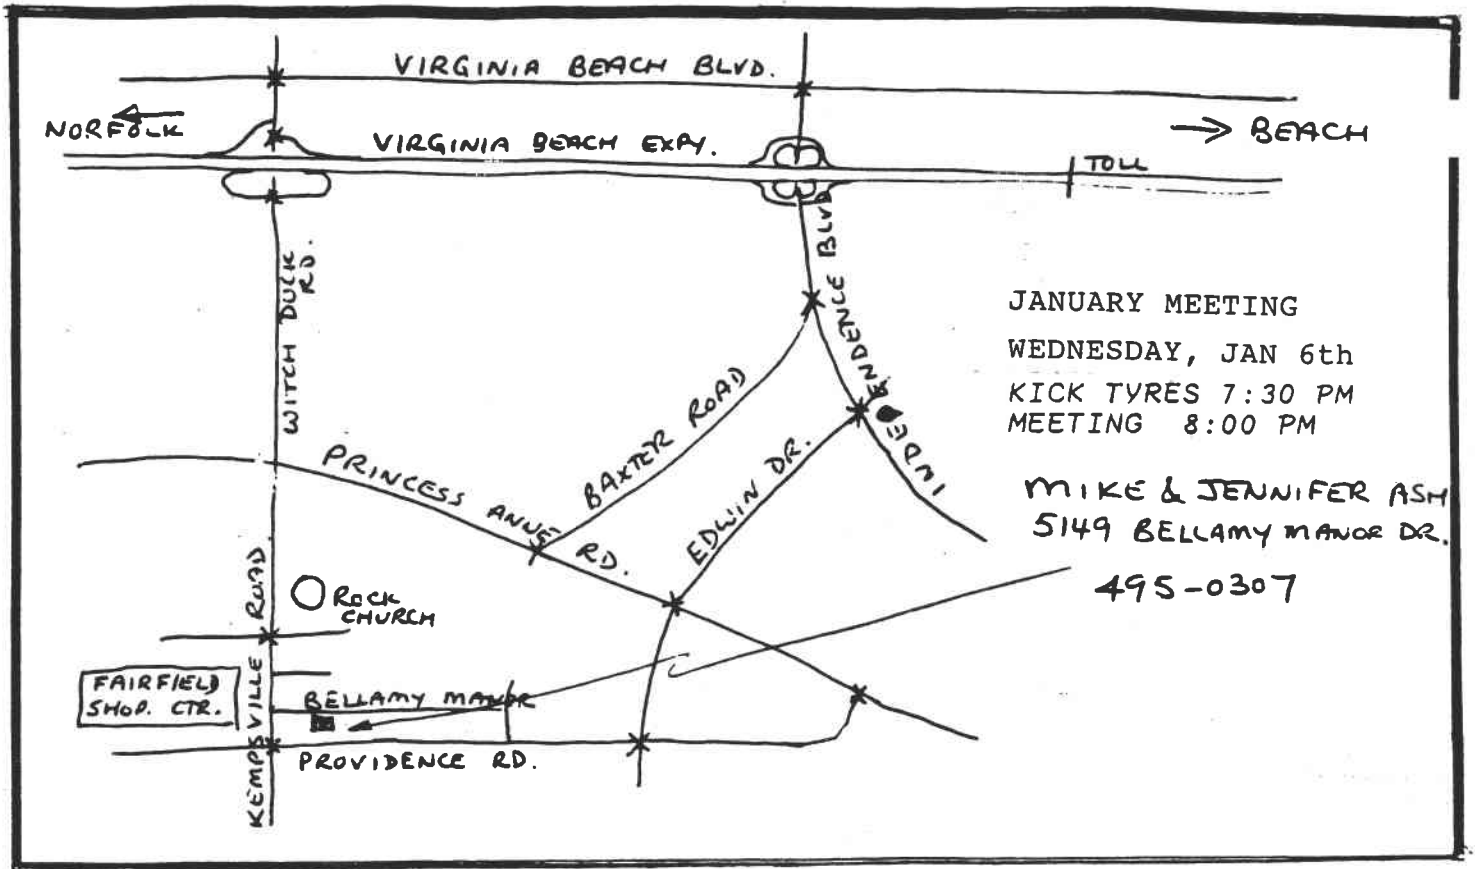 VIRGINIA BEACH BLVD.
NORFOLK
VIRGINIA BEACH EXPY.
BEACH
TOLL
WITCH DUCK
RD.
INDEPENDENCE BLVD
JANUARY MEETING
WEDNESDAY, JAN 6th
KICK TYRES 7:30 PM
MEETING 8:00 PM
MIKE & JENNIFER ASH
5149 BELLAMY MANOR DR.
495-0307
BAXTER ROAD
PRINCESS ANNE RD.
EDWIN DR.
KEMPSVILLE ROAD
ROCK
CHURCH
FAIRFIELD
SHOP. CTR.
BELLAMY MANOR
PROVIDENCE RD.